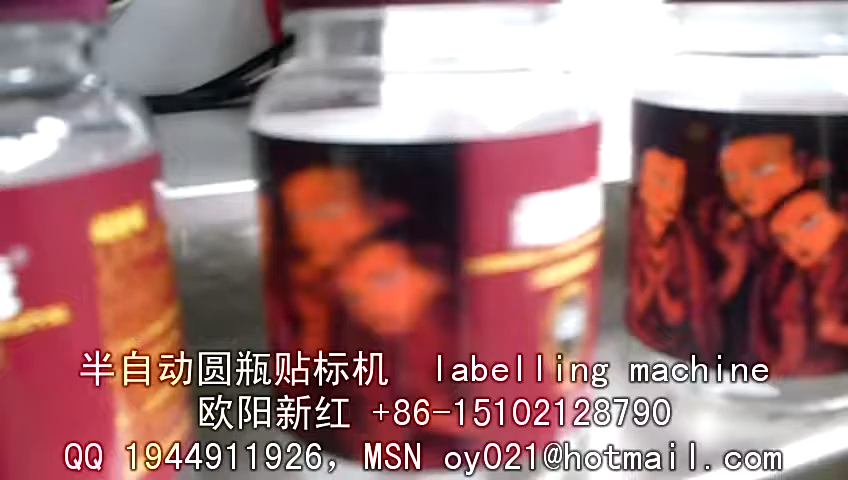 半自动圆瓶贴标机 labelling machine
欧阳新红 +86-15102128790
QQ 1944911926, MSN oy021@hotmail.com